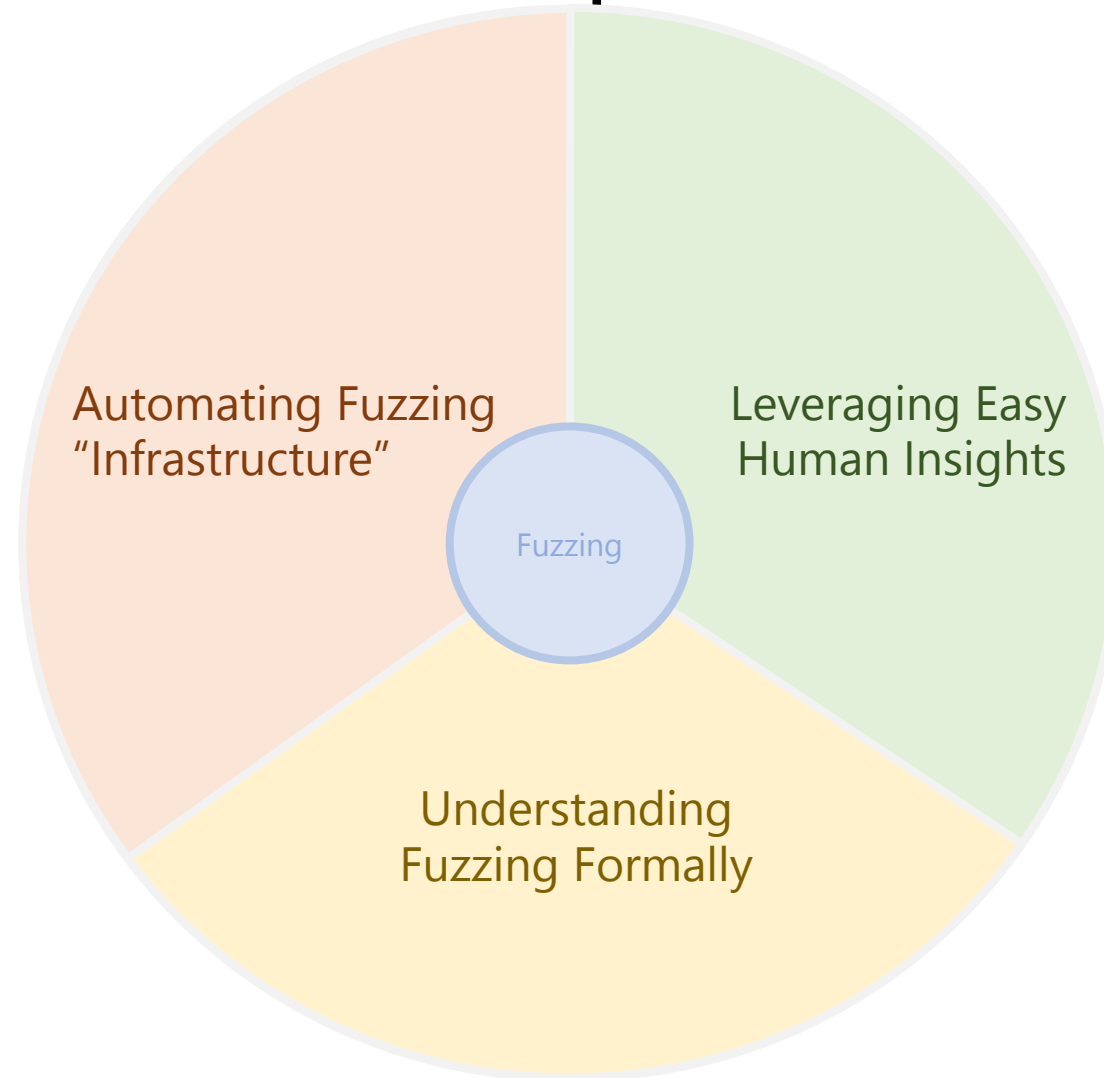 Automating Fuzzing
“Infrastructure”
Leveraging Easy
Human Insights
Fuzzing
Understanding
Fuzzing Formally